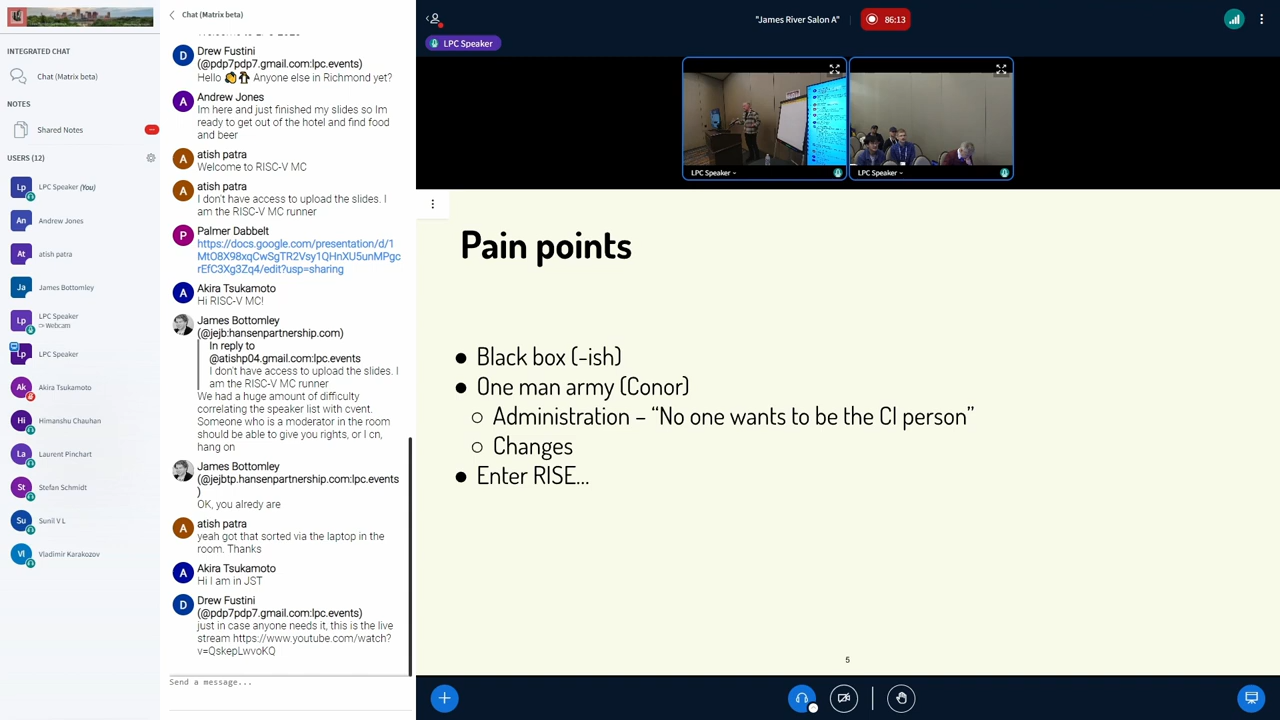 INTEGRATED CHAT
Chat (Matrix beta)
NOTES
Shared Notes
USERS (12)
Lp LPC Speaker (You)
An Andrew Jones
At atish patra
Ja James Bottomley
Lp LPC Speaker
=> Webcam
Lp LPC Speaker
Ak Akira Tsukamoto
Hi Himanshu Chauhan
La Laurent Pinchart
St Stefan Schmidt
Su Sunil V L
Vl Vladimir Karakozov
Chat (Matrix beta)
D Drew Fustini
(@pdp7pdp7.gmail.com:lpc.events)
Hello Anyone else in Richmond yet?
A Andrew Jones
Im here and just finished my slides so Im
ready to get out of the hotel and find food
and beer
A atish patra
Welcome to RISC-V MC
A atish patra
I don't have access to upload the slides. I
am the RISC-V MC runner
P Palmer Dabbelt
https://docs.google.com/presentation/d/1
MtO8X98xqCwSgTR2Vsy1QHnXU5unMPgc
rEfC3Xg3Zq4/edit?usp=sharing
A Akira Tsukamoto
Hi RISC-V MC!
James Bottomley
(@jejb:hansenpartnership.com)
In reply to
@atishp04.gmail.com:lpc.events
I don't have access to upload the slides. I
am the RISC-V MC runner
We had a huge amount of difficulty
correlating the speaker list with cvent.
Someone who is a moderator in the room
should be able to give you rights, or I cn,
hang on
James Bottomley
(@jejbtp.hansenpartnership.com:lpc.events
)
OK, you alredy are
A atish patra
yeah got that sorted via the laptop in the
room. Thanks
A Akira Tsukamoto
Hi I am in JST
D Drew Fustini
(@pdp7pdp7.gmail.com:lpc.events)
just in case anyone needs it, this is the live
stream https://www.youtube.com/watch?
v=QskepLwvoKQ
Send a message...
"James River Salon A"
86:13
LPC Speaker
LPC Speaker
LPC Speaker
Pain points
● Black box (-ish)
● One man army (Conor)
○ Administration – “No one wants to be the CI person”
○ Changes
● Enter RISE...
5